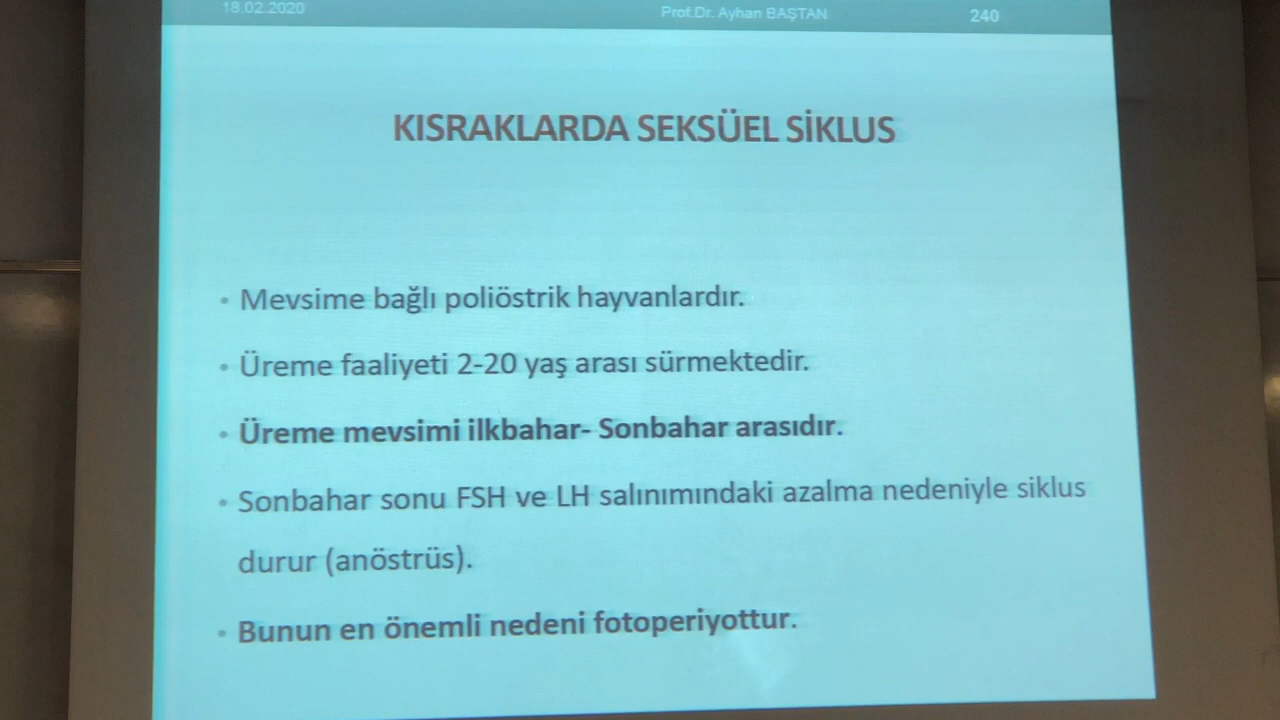 18.02.2020 Prof.Dr. Ayhan BAŞTAN 240
KISRAKLARDA SEKSÜEL SİKLUS
• Mevsime bağlı poliöstrik hayvanlardır.
• Üreme faaliyeti 2-20 yaş arası sürmektedir.
• Üreme mevsimi ilkbahar- Sonbahar arasıdır.
• Sonbahar sonu FSH ve LH salınımındaki azalma nedeniyle siklus
durur (anöstrüs).
• Bunun en önemli nedeni fotoperiyottur.